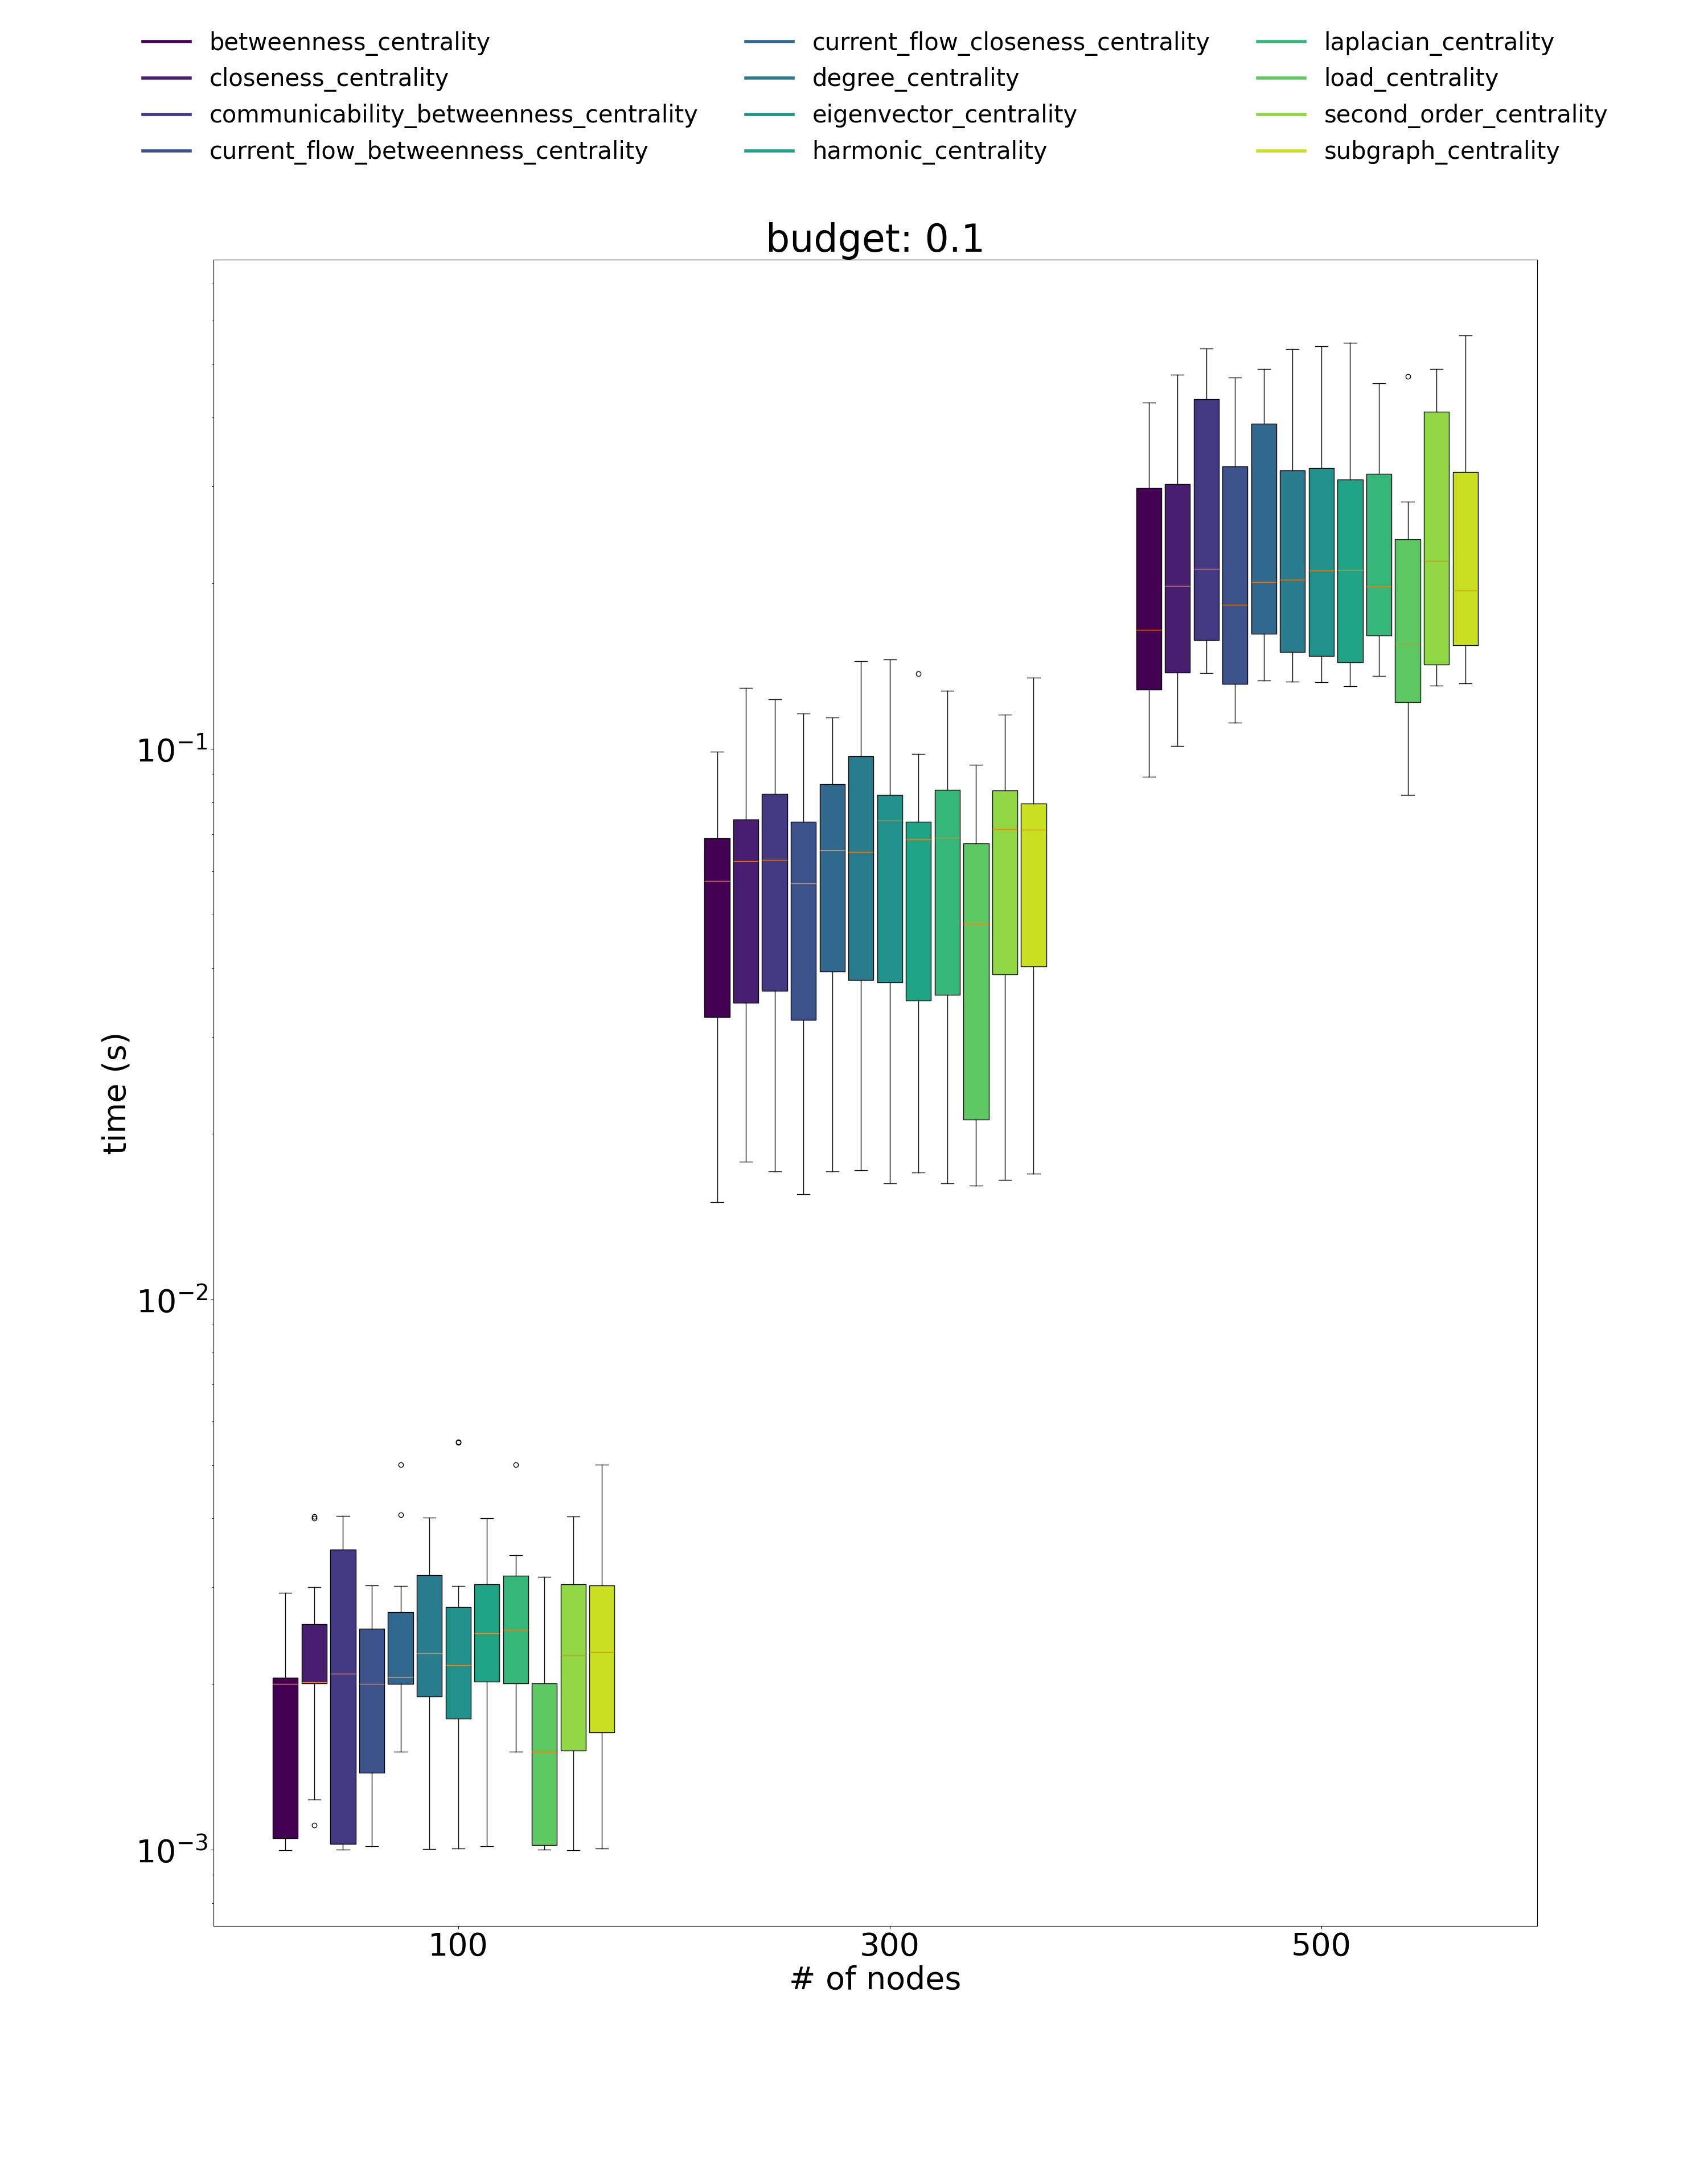 betweenness_centrality
closeness_centrality
communicability_betweenness_centrality
current_flow_betweenness_centrality
current_flow_closeness_centrality
degree_centrality
eigenvector_centrality
harmonic_centrality
laplacian_centrality
load_centrality
second_order_centrality
subgraph_centrality
budget: 0.1
time (s)
10⁻¹
10⁻²
10⁻³
100 300 500
# of nodes